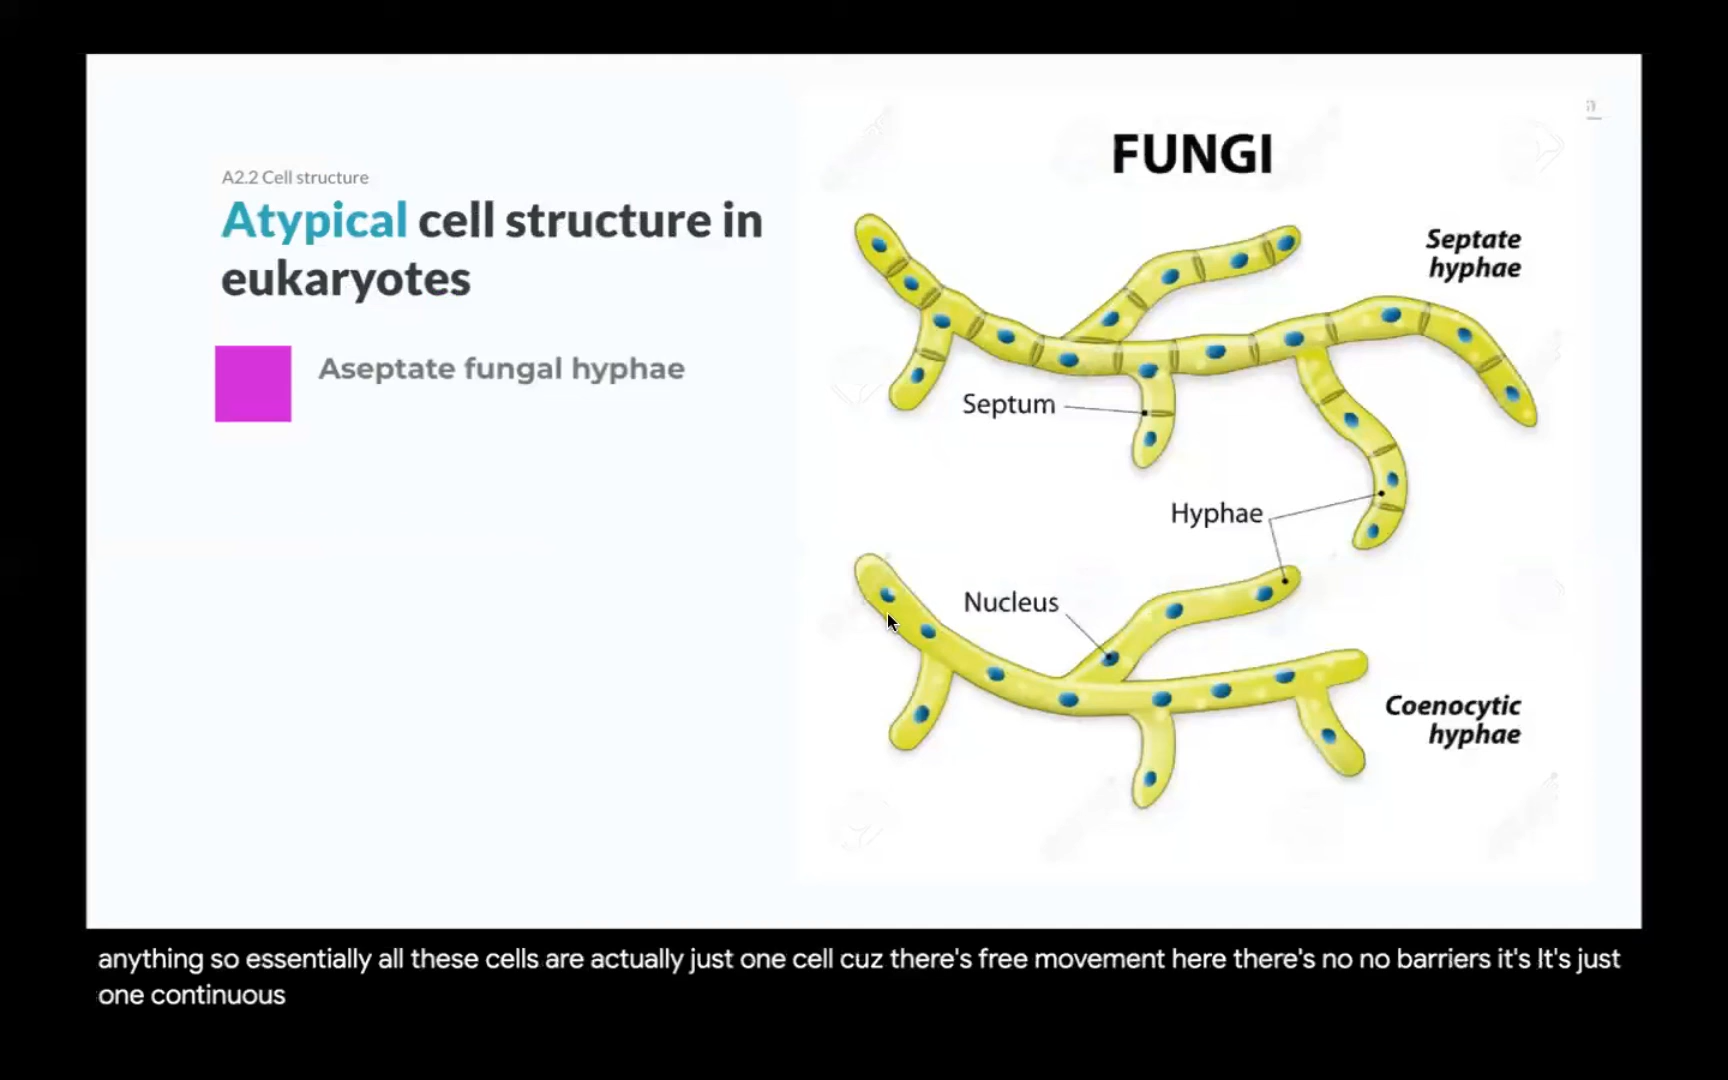 A2.2 Cell structure
Atypical cell structure in
eukaryotes
Aseptate fungal hyphae
FUNGI
Septate
hyphae
Septum
Hyphae
Nucleus
Coenocytic
hyphae
anything so essentially all these cells are actually just one cell cuz there's free movement here there's no no barriers it's It's just
one continuous